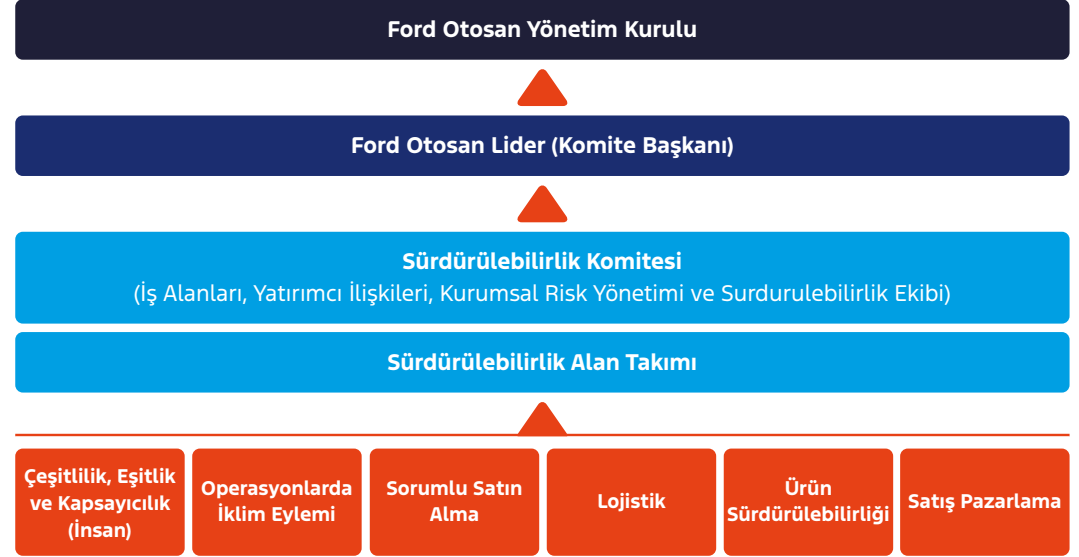 Ford Otosan Yönetim Kurulu
Ford Otosan Lider (Komite Başkanı)
Sürdürülebilirlik Komitesi
(İş Alanları, Yatırımcı İlişkileri, Kurumsal Risk Yönetimi ve Surdurulebilirlik Ekibi)
Sürdürülebilirlik Alan Takımı
Çeşitlilik, Eşitlik
ve Kapsayıcılık
(İnsan)
Operasyonlarda
İklim Eylemi
Sorumlu Satın
Alma
Lojistik
Ürün
Sürdürülebilirliği
Satış Pazarlama